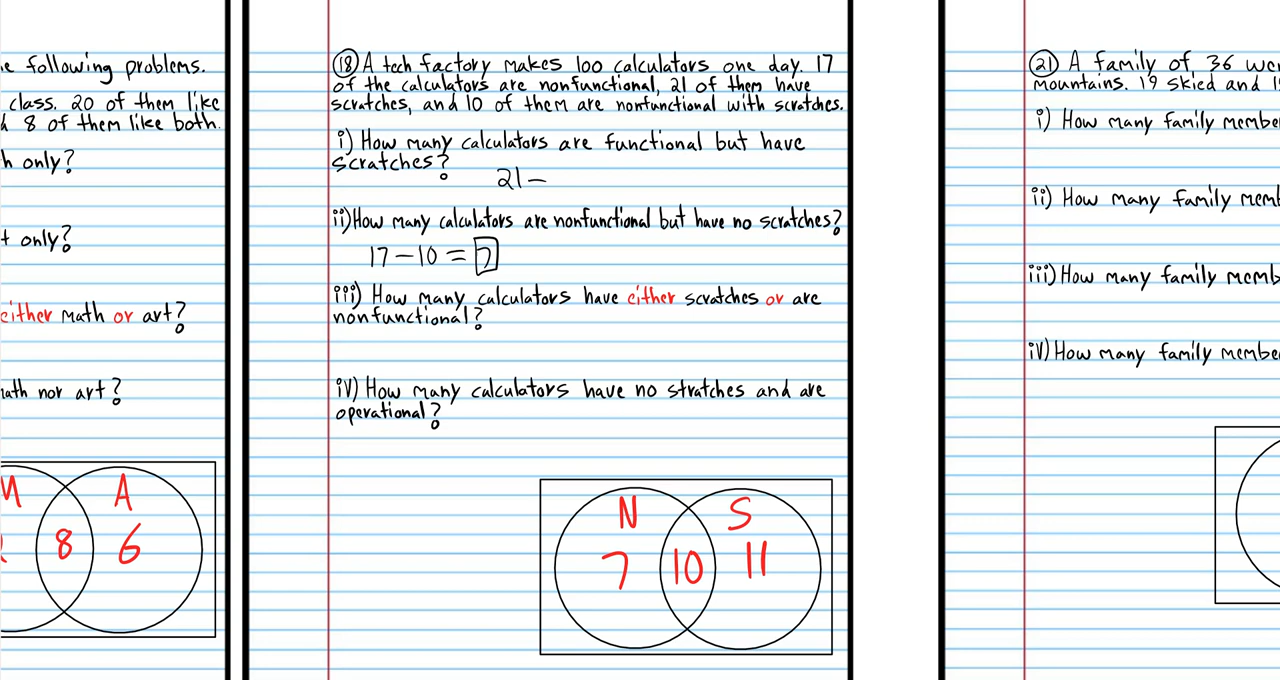 e following problems.
class. 20 of them like
8 of them like both.
h only?
t only?
either math or art?
ath nor art?
M A
8 6
(18) A tech factory makes 100 calculators one day. 17
of the calculators are nonfunctional, 21 of them have
scratches, and 10 of them are nonfunctional with scratches.
i) How many calculators are functional but have
scratches?
21 –
ii) How many calculators are nonfunctional but have no scratches?
17 – 10 = 7
iii) How many calculators have either scratches or are
nonfunctional?
iv) How many calculators have no stratches and are
operational?
N S
7 10 11
(21) A family of 36 wer
mountains. 19 skied and 1
i) How many family membe
ii) How many family memb
iii) How many family memb
iv) How many family membe